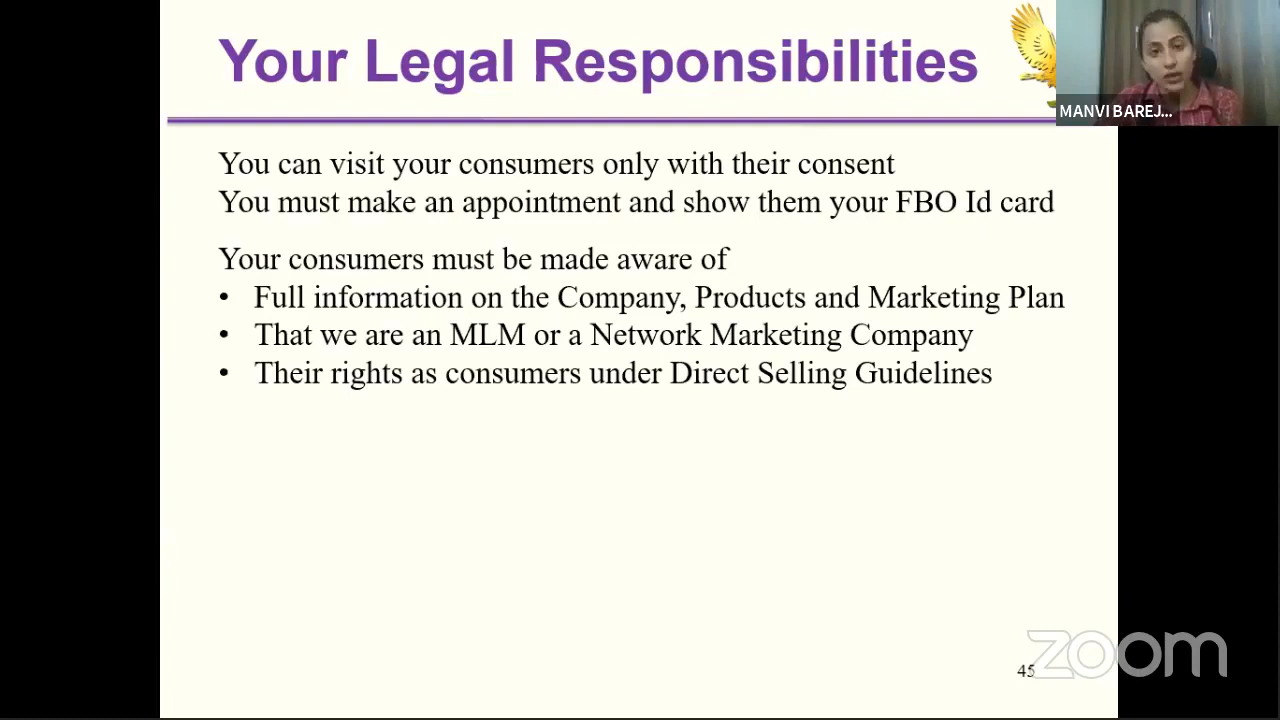 Your Legal Responsibilities
MANVI BAREJ...
You can visit your consumers only with their consent
You must make an appointment and show them your FBO Id card
Your consumers must be made aware of
• Full information on the Company, Products and Marketing Plan
• That we are an MLM or a Network Marketing Company
• Their rights as consumers under Direct Selling Guidelines
zoom
45